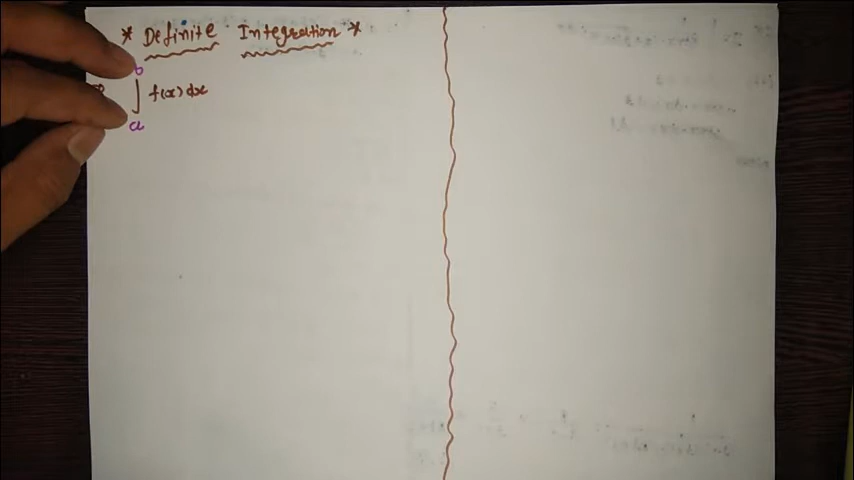 * Definite Integration *
b
∫ f(x) dx
a